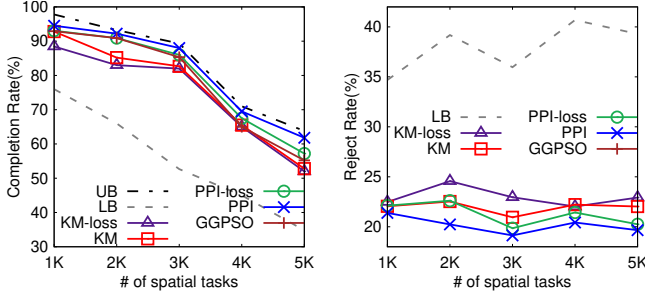 Completion Rate(%)
100
90
80
70
60
50
40
30
UB
LB
KM-loss
KM
PPI-loss
PPI
GGPSO
1K 2K 3K 4K 5K
# of spatial tasks
Reject Rate(%)
40
35
30
25
20
LB
KM-loss
KM
PPI-loss
PPI
GGPSO
1K 2K 3K 4K 5K
# of spatial tasks